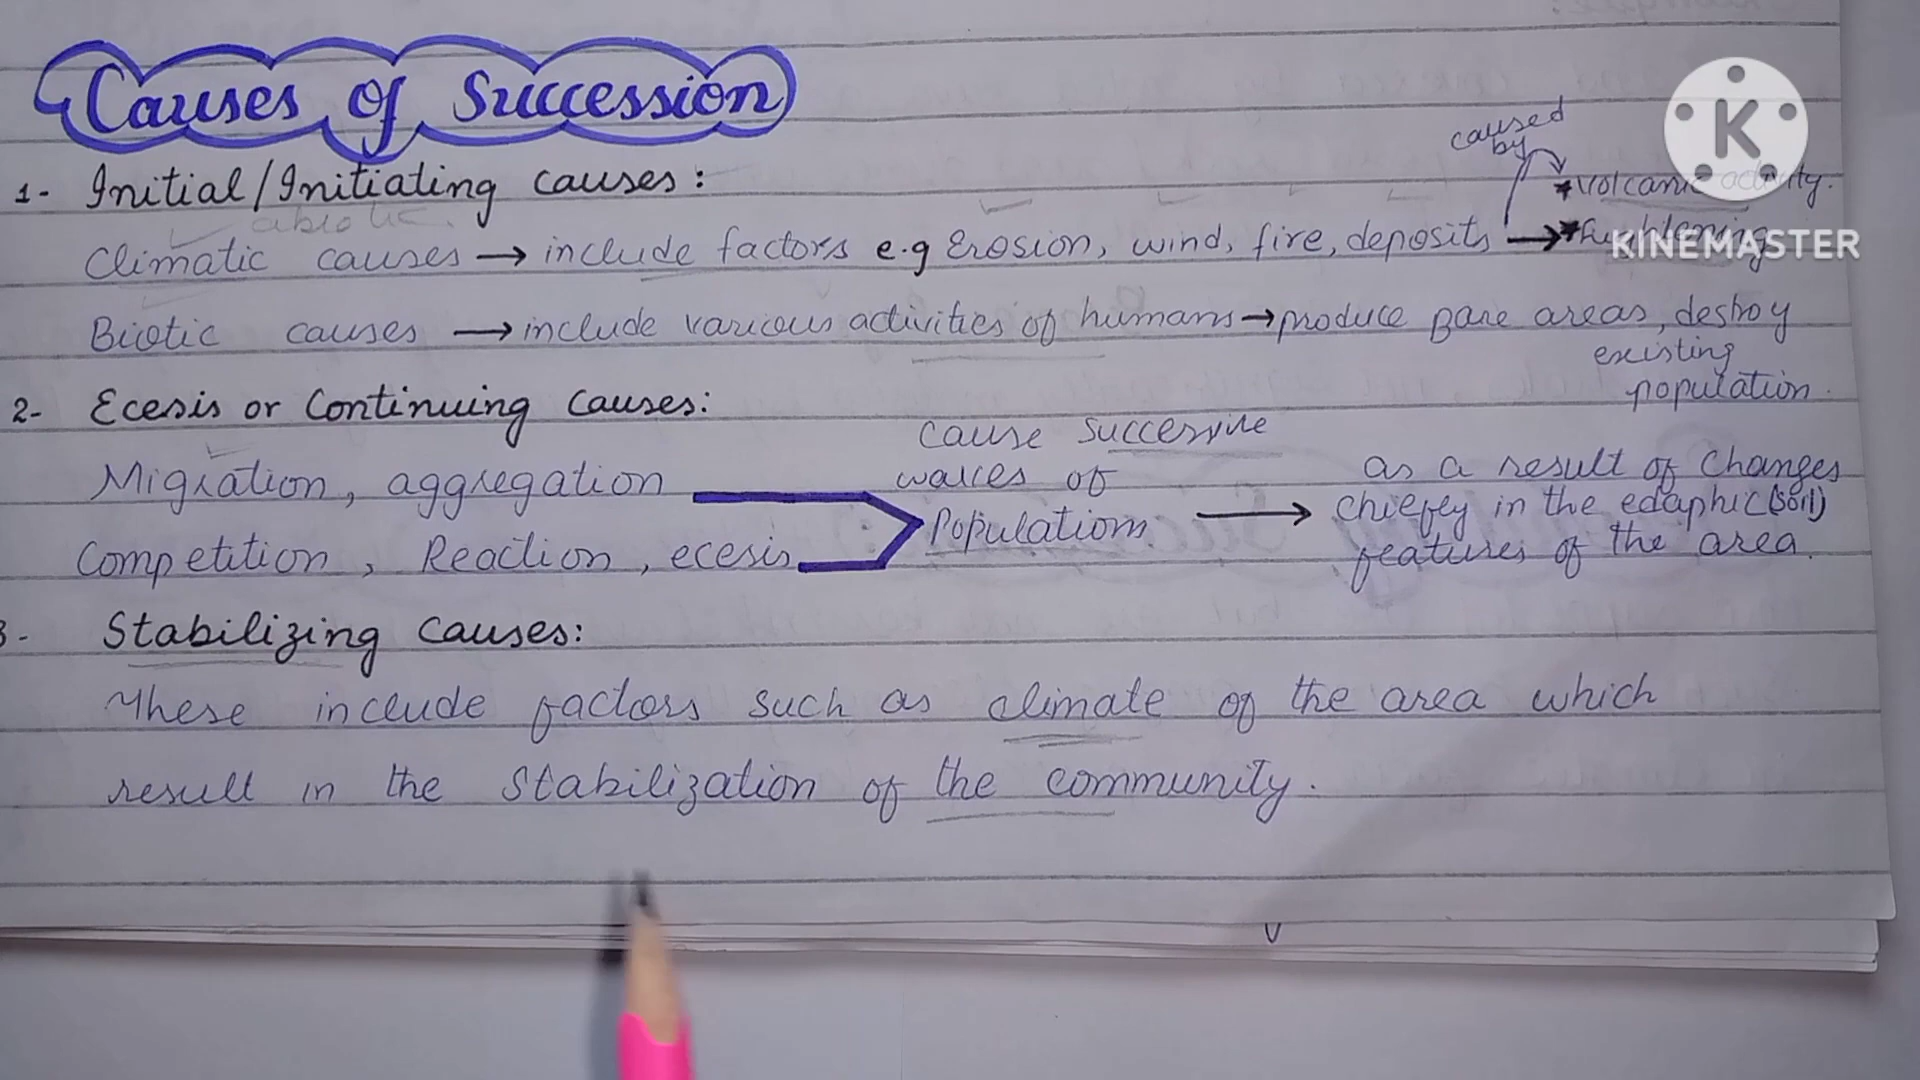 Causes of Succession
caused by
* Volcanic activity.
1- Initial/Initiating causes:
abiotic
Climatic causes → include factors e.g Erosion, wind, fire, deposits →
KINEMASTER
Biotic causes → include various activities of humans → produce bare areas, destroy
existing
population.
2- Ecesis or Continuing causes:
Migration, aggregation
Competition, Reaction, ecesis
cause successive
waves of
Populations →
as a result of changes
chiefly in the edaphic (soil)
features of the area.
3- Stabilizing causes:
These include factors such as climate of the area which
result in the stabilization of the community.